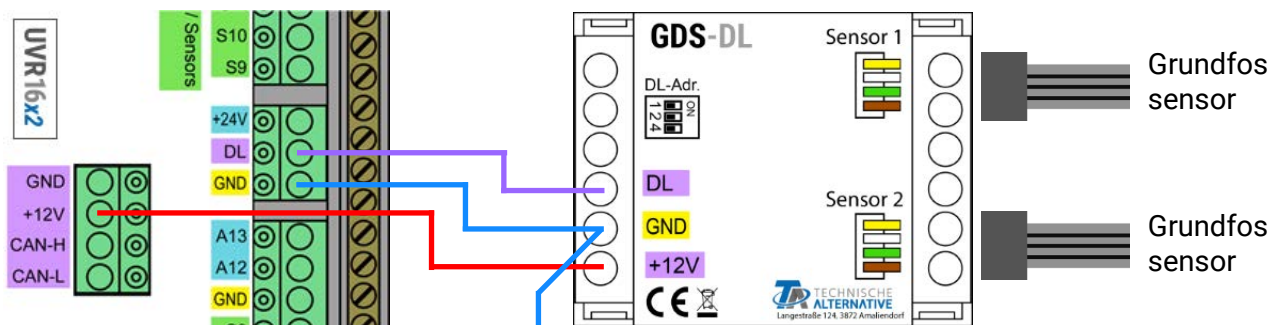 UVR16x2
GND
+12V
CAN-H
CAN-L
/ Sensors
S10
S9
+24V
DL
GND
A13
A12
GND
GDS-DL
DL-Adr.
ON
1 2 4
DL
GND
+12V
CE
Sensor 1
Sensor 2
TA TECHNISCHE
ALTERNATIVE
Langestraße 124, 3872 Amaliendorf
Grundfos
sensor
Grundfos
sensor